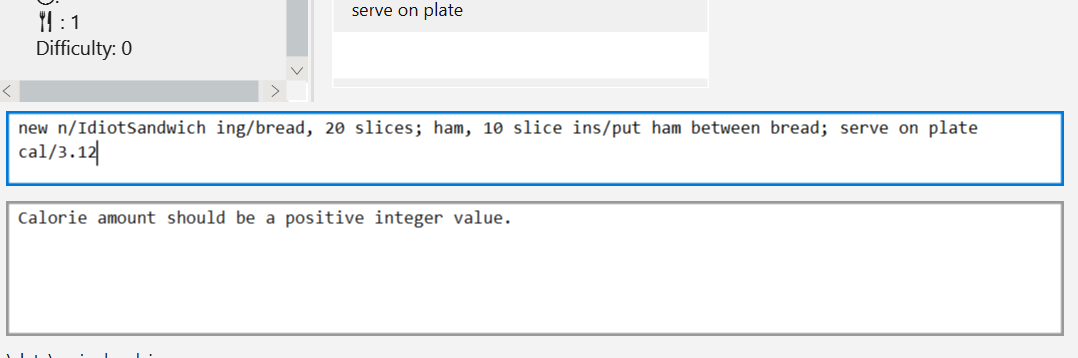 : 1
Difficulty: 0
serve on plate
new n/IdiotSandwich ing/bread, 20 slices; ham, 10 slice ins/put ham between bread; serve on plate
cal/3.12
Calorie amount should be a positive integer value.